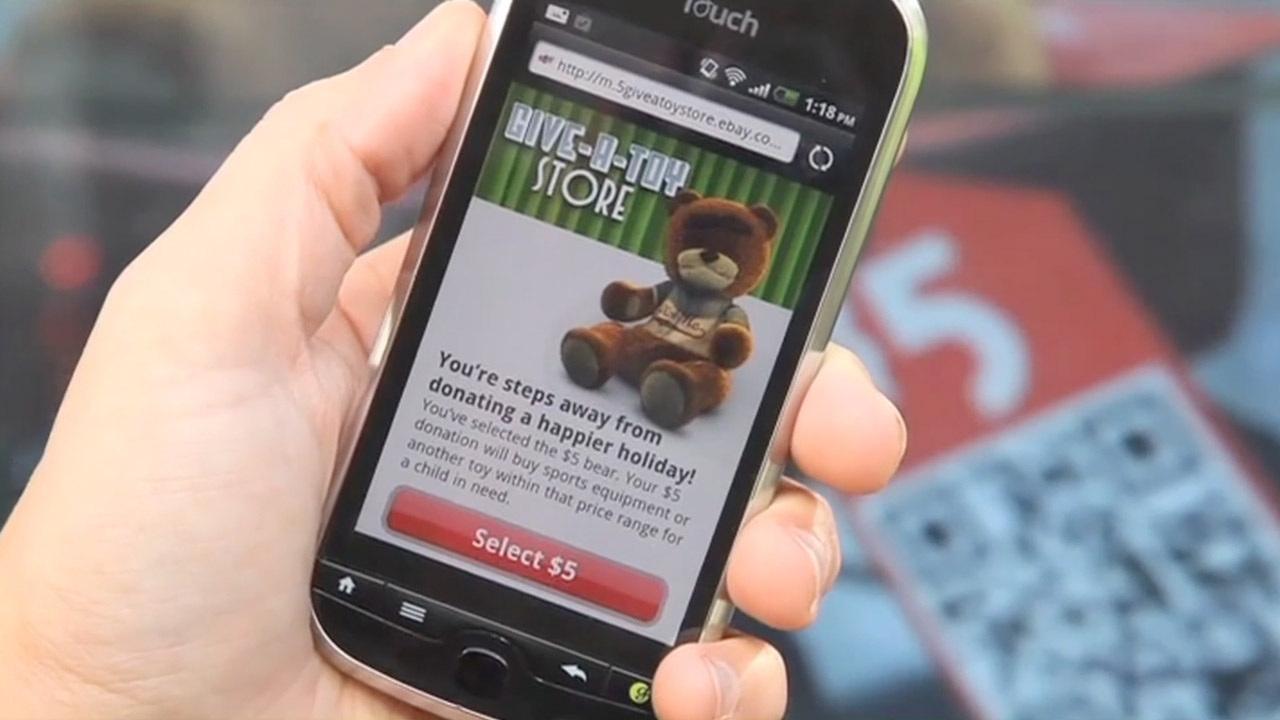 Touch
1:18 PM
http://m.5giveatoystore.ebay.co...
GIVE-A-TOY
STORE
You're steps away from
donating a happier holiday!
You've selected the $5 bear. Your $5
donation will buy sports equipment or
another toy within that price range for
a child in need.
Select $5
5